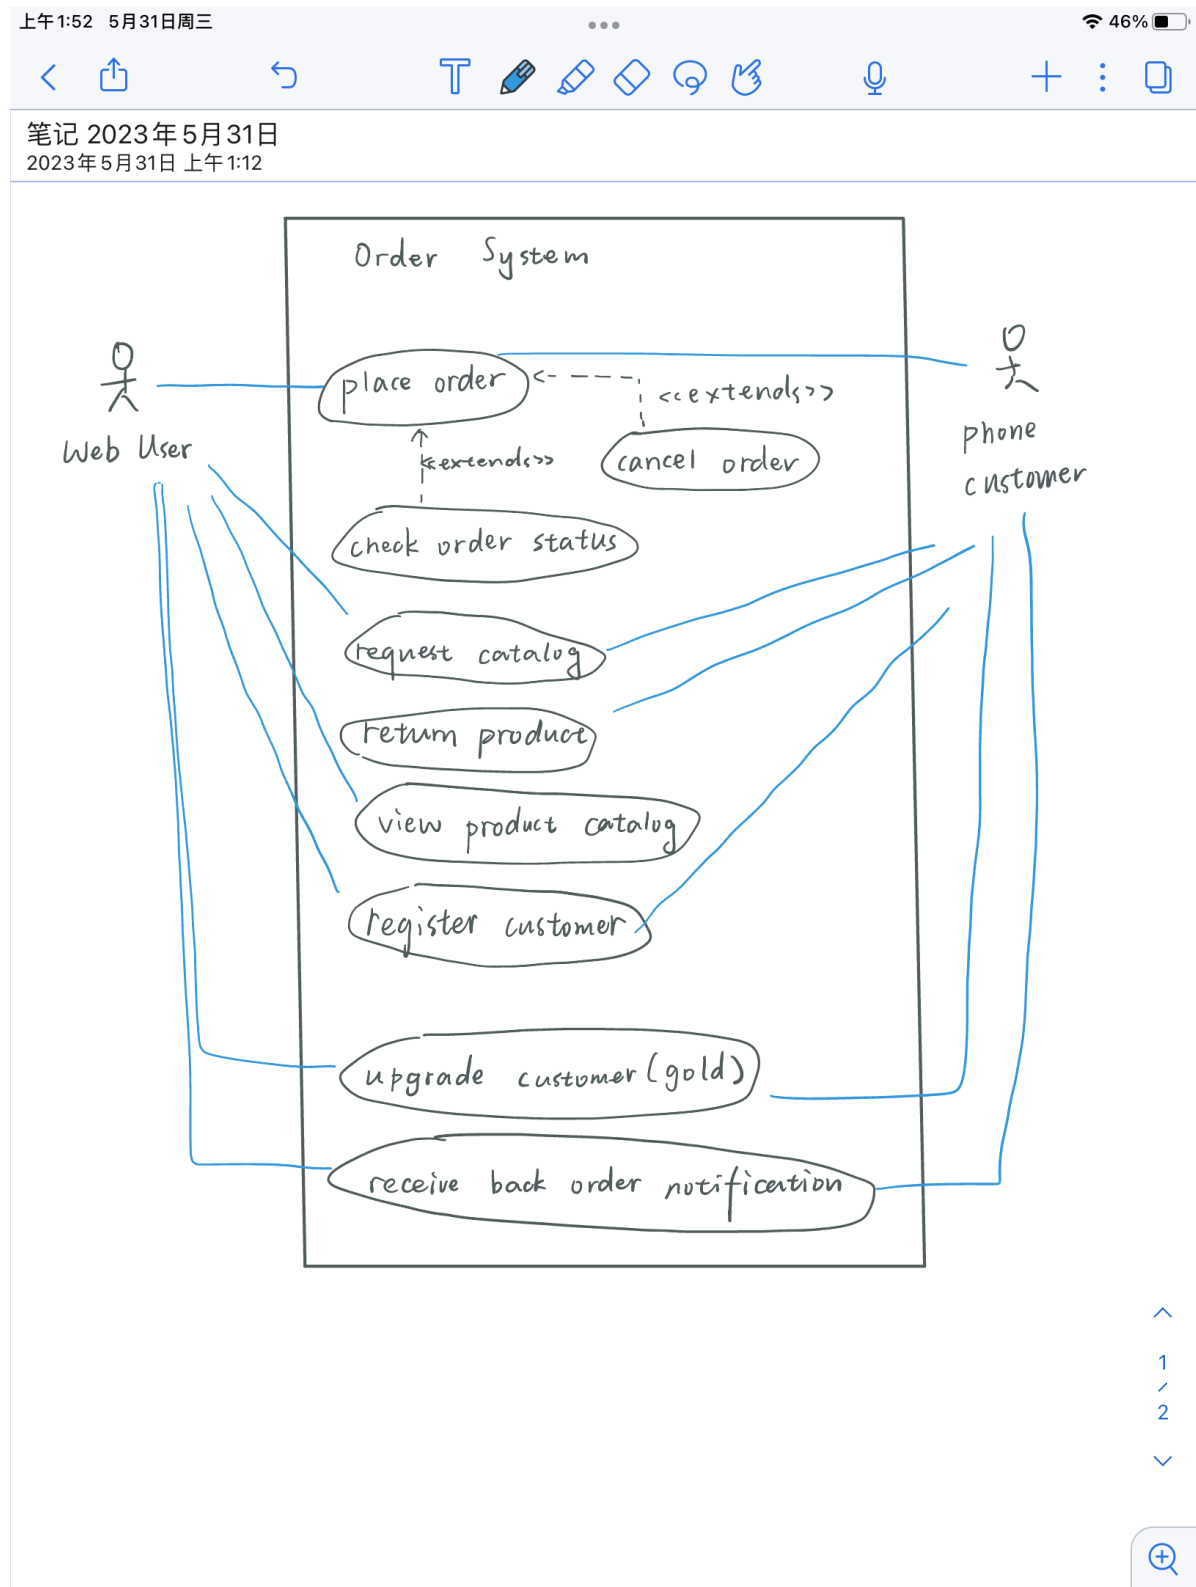 上午1:52 5月31日周三
46%
笔记 2023年5月31日
2023年5月31日 上午1:12
Order System
place order
<<extends>>
Web User
phone
customer
<<extends>>
cancel order
check order status
request catalog
return product
view product catalog
register customer
upgrade customer (gold)
receive back order notification
1
/
2